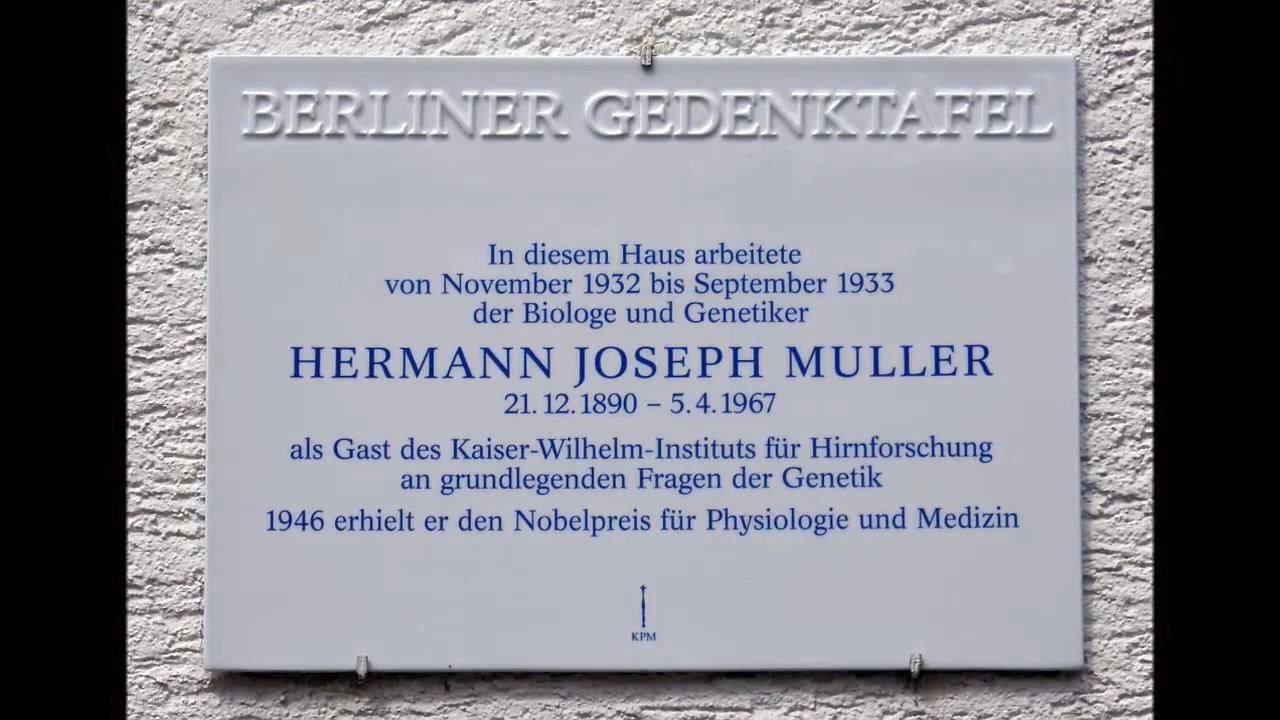 BERLINER GEDENKTAFEL
In diesem Haus arbeitete
von November 1932 bis September 1933
der Biologe und Genetiker
HERMANN JOSEPH MULLER
21.12.1890 – 5.4.1967
als Gast des Kaiser-Wilhelm-Instituts für Hirnforschung
an grundlegenden Fragen der Genetik
1946 erhielt er den Nobelpreis für Physiologie und Medizin
KPM